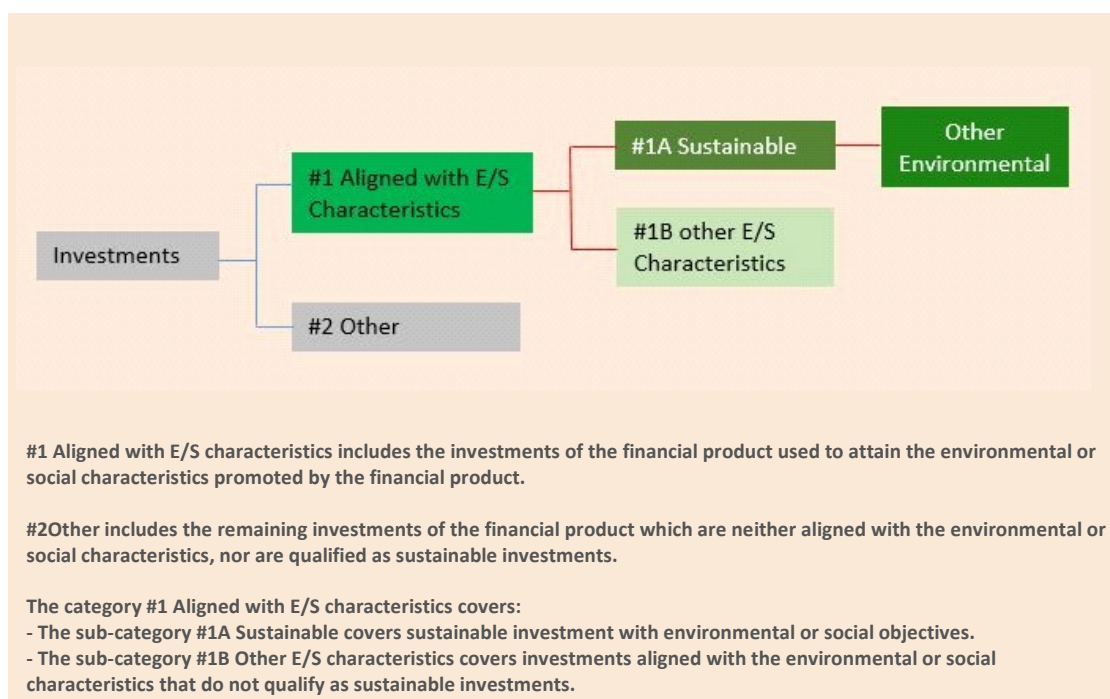 Other
Environmental
#1A Sustainable
#1 Aligned with E/S
Characteristics
#1B other E/S
Characteristics
Investments
#2 Other
#1 Aligned with E/S characteristics includes the investments of the financial product used to attain the environmental or
social characteristics promoted by the financial product.
#2Other includes the remaining investments of the financial product which are neither aligned with the environmental or
social characteristics, nor are qualified as sustainable investments.
The category #1 Aligned with E/S characteristics covers:
- The sub-category #1A Sustainable covers sustainable investment with environmental or social objectives.
- The sub-category #1B Other E/S characteristics covers investments aligned with the environmental or social
characteristics that do not qualify as sustainable investments.